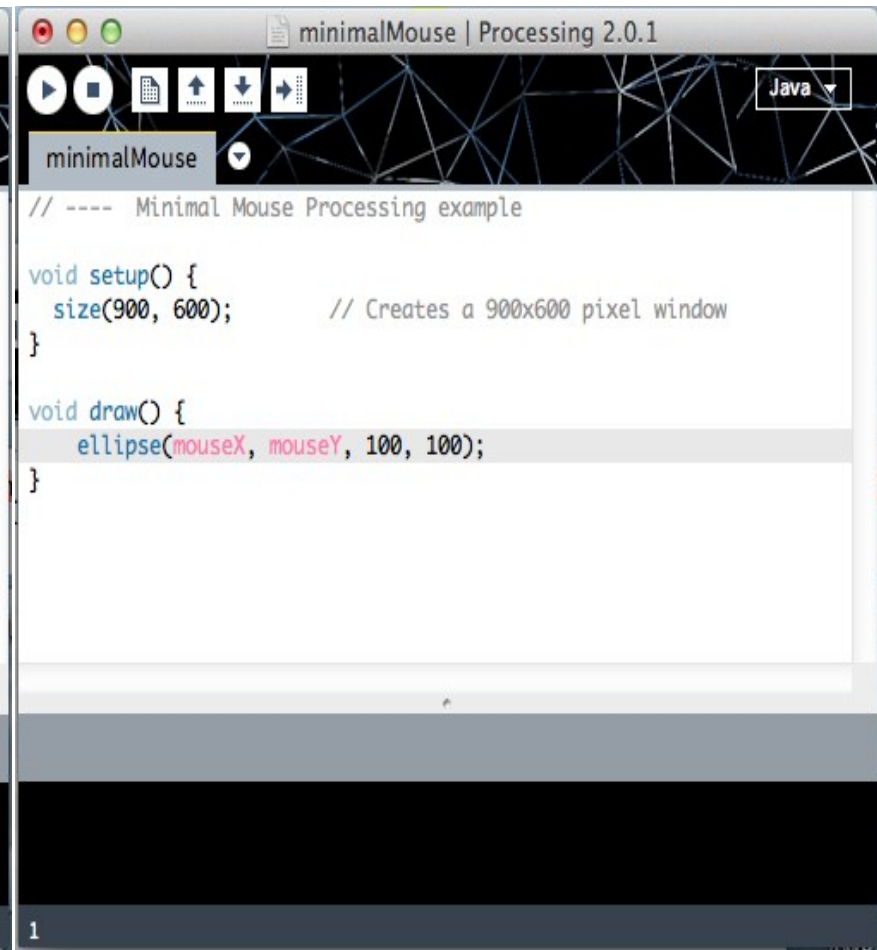 minimalMouse | Processing 2.0.1
Java
minimalMouse
// ----  Minimal Mouse Processing example
void setup() {
  size(900, 600);        // Creates a 900x600 pixel window
}
void draw() {
    ellipse(mouseX, mouseY, 100, 100);
}
1